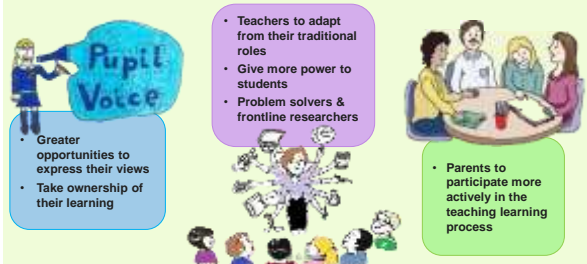 Pupil
Voice
• Greater
opportunities to
express their views
• Take ownership of
their learning
• Teachers to adapt
from their traditional
roles
• Give more power to
students
• Problem solvers &
frontline researchers
• Parents to
participate more
actively in the
teaching learning
process